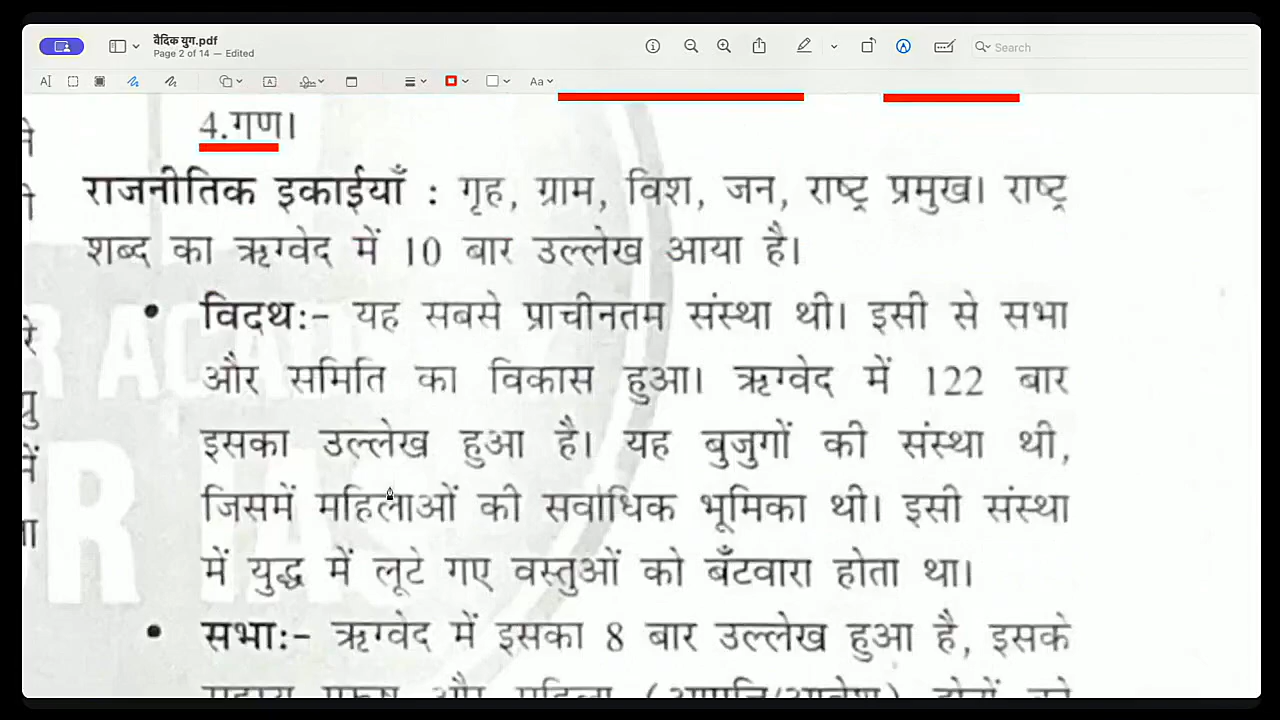 वैदिक युग.pdf
Page 2 of 14 — Edited
Search
Aa
4.गण।
राजनीतिक इकाईयाँ : गृह, ग्राम, विश, जन, राष्ट्र प्रमुख। राष्ट्र
शब्द का ऋग्वेद में 10 बार उल्लेख आया है।
• विदथ:- यह सबसे प्राचीनतम संस्था थी। इसी से सभा
और समिति का विकास हुआ। ऋग्वेद में 122 बार
इसका उल्लेख हुआ है। यह बुजुगों की संस्था थी,
जिसमें महिलाओं की सर्वाधिक भूमिका थी। इसी संस्था
में युद्ध में लूटे गए वस्तुओं को बँटवारा होता था।
• सभा:- ऋग्वेद में इसका 8 बार उल्लेख हुआ है, इसके